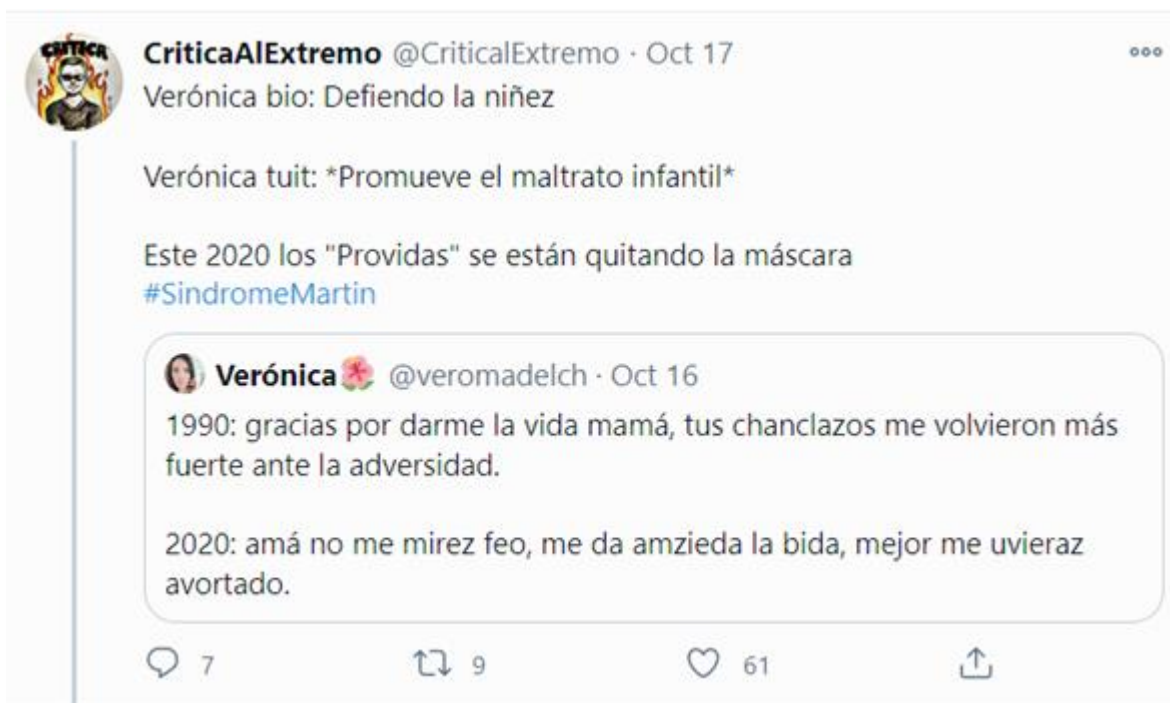 CRITICA
CriticaAlExtremo @CriticalExtremo · Oct 17
Verónica bio: Defiendo la niñez
Verónica tuit: *Promueve el maltrato infantil*
Este 2020 los "Providas" se están quitando la máscara
#SindromeMartin
Verónica🌺 @veromadelch · Oct 16
1990: gracias por darme la vida mamá, tus chanclazos me volvieron más
fuerte ante la adversidad.
2020: amá no me mirez feo, me da amzieda la bida, mejor me uvieraz
avortado.
7 9 61